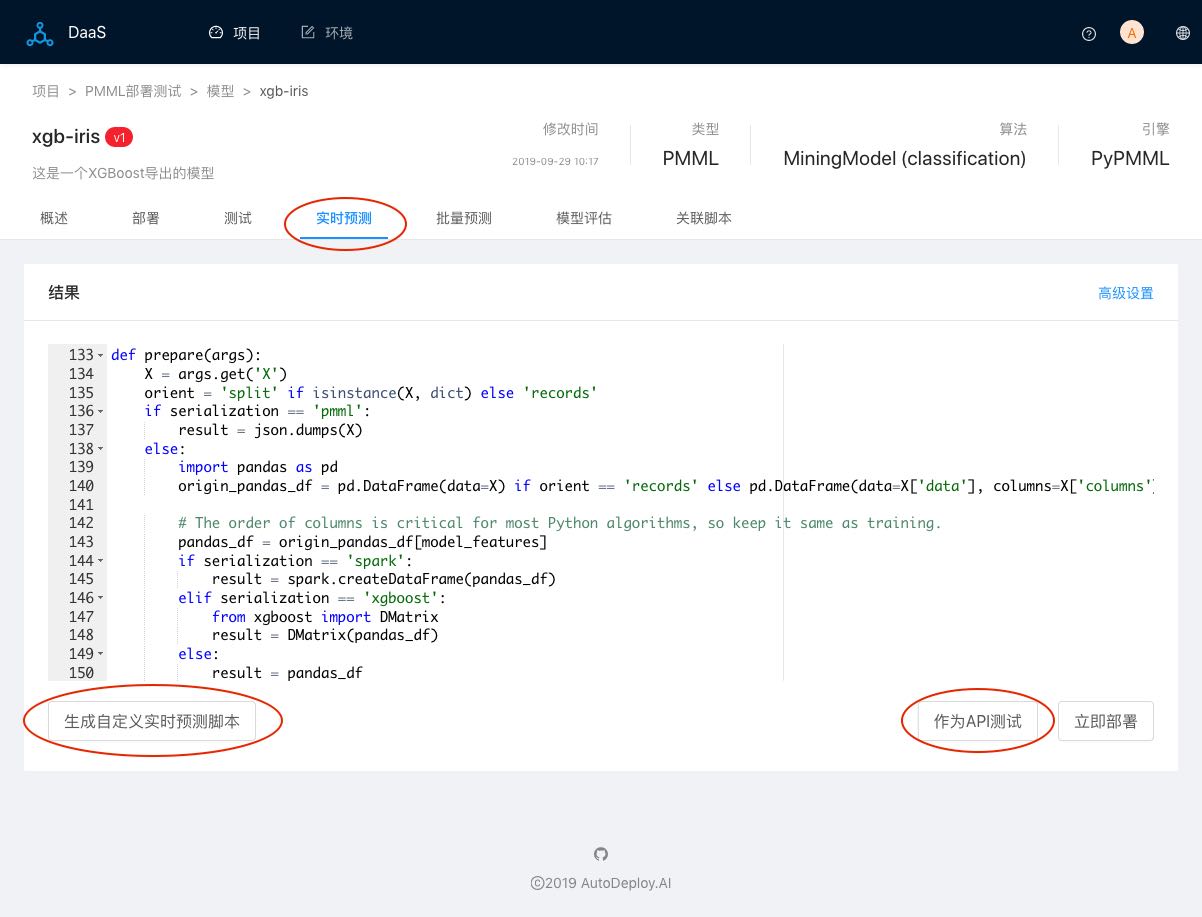 DaaS 项目 环境 A
项目 > PMML部署测试 > 模型 > xgb-iris
xgb-iris v1
这是一个XGBoost导出的模型
修改时间 类型 算法 引擎
2019-09-29 10:17 PMML MiningModel (classification) PyPMML
概述 部署 测试 实时预测 批量预测 模型评估 关联脚本
结果 高级设置
133 def prepare(args):
134     X = args.get('X')
135     orient = 'split' if isinstance(X, dict) else 'records'
136     if serialization == 'pmml':
137         result = json.dumps(X)
138     else:
139         import pandas as pd
140         origin_pandas_df = pd.DataFrame(data=X) if orient == 'records' else pd.DataFrame(data=X['data'], columns=X['columns']
141
142         # The order of columns is critical for most Python algorithms, so keep it same as training.
143         pandas_df = origin_pandas_df[model_features]
144         if serialization == 'spark':
145             result = spark.createDataFrame(pandas_df)
146         elif serialization == 'xgboost':
147             from xgboost import DMatrix
148             result = DMatrix(pandas_df)
149         else:
150             result = pandas_df
生成自定义实时预测脚本 作为API测试 立即部署
©2019 AutoDeploy.AI